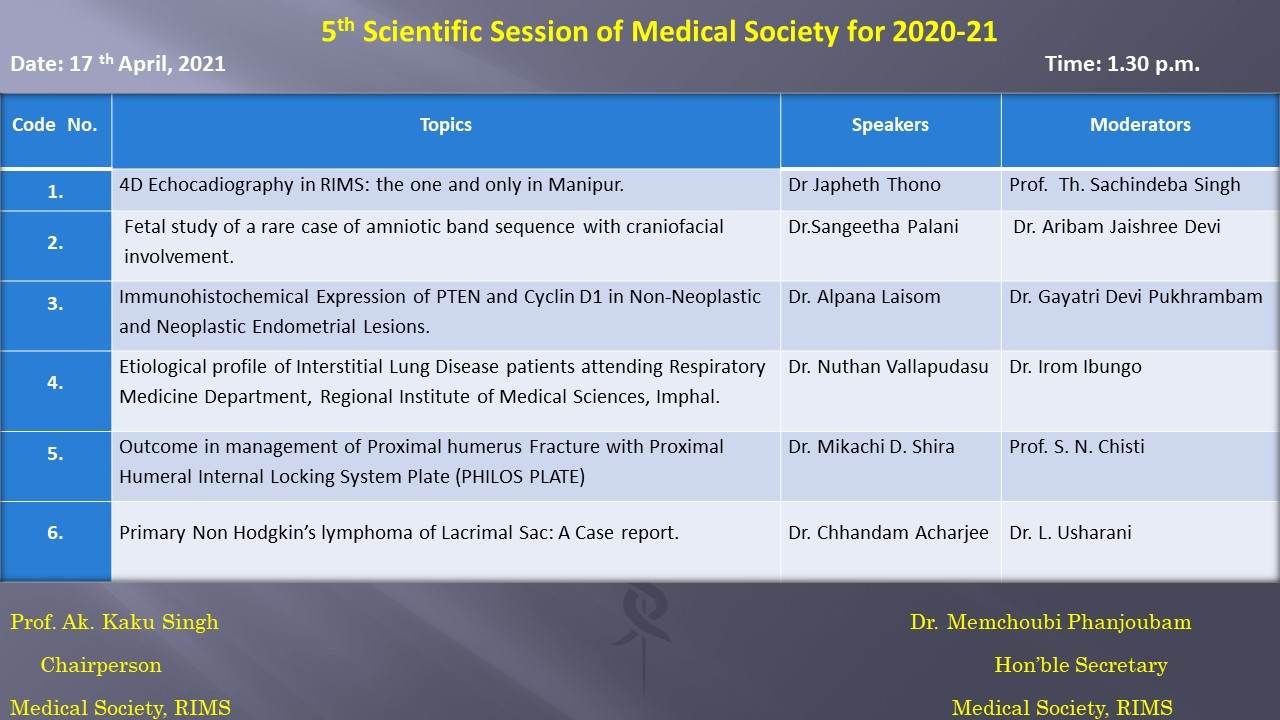 5th Scientific Session of Medical Society for 2020-21
Date: 17 th April, 2021 Time: 1.30 p.m.
Code No. Topics Speakers Moderators
1. 4D Echocadiography in RIMS: the one and only in Manipur. Dr Japheth Thono Prof. Th. Sachindeba Singh
2. Fetal study of a rare case of amniotic band sequence with craniofacial Dr.Sangeetha Palani Dr. Aribam Jaishree Devi
involvement.
3. Immunohistochemical Expression of PTEN and Cyclin D1 in Non-Neoplastic Dr. Alpana Laisom Dr. Gayatri Devi Pukhrambam
and Neoplastic Endometrial Lesions.
4. Etiological profile of Interstitial Lung Disease patients attending Respiratory Dr. Nuthan Vallapudasu Dr. Irom Ibungo
Medicine Department, Regional Institute of Medical Sciences, Imphal.
5. Outcome in management of Proximal humerus Fracture with Proximal Dr. Mikachi D. Shira Prof. S. N. Chisti
Humeral Internal Locking System Plate (PHILOS PLATE)
6. Primary Non Hodgkin's lymphoma of Lacrimal Sac: A Case report. Dr. Chhandam Acharjee Dr. L. Usharani
Prof. Ak. Kaku Singh Dr. Memchoubi Phanjoubam
Chairperson Hon'ble Secretary
Medical Society, RIMS Medical Society, RIMS